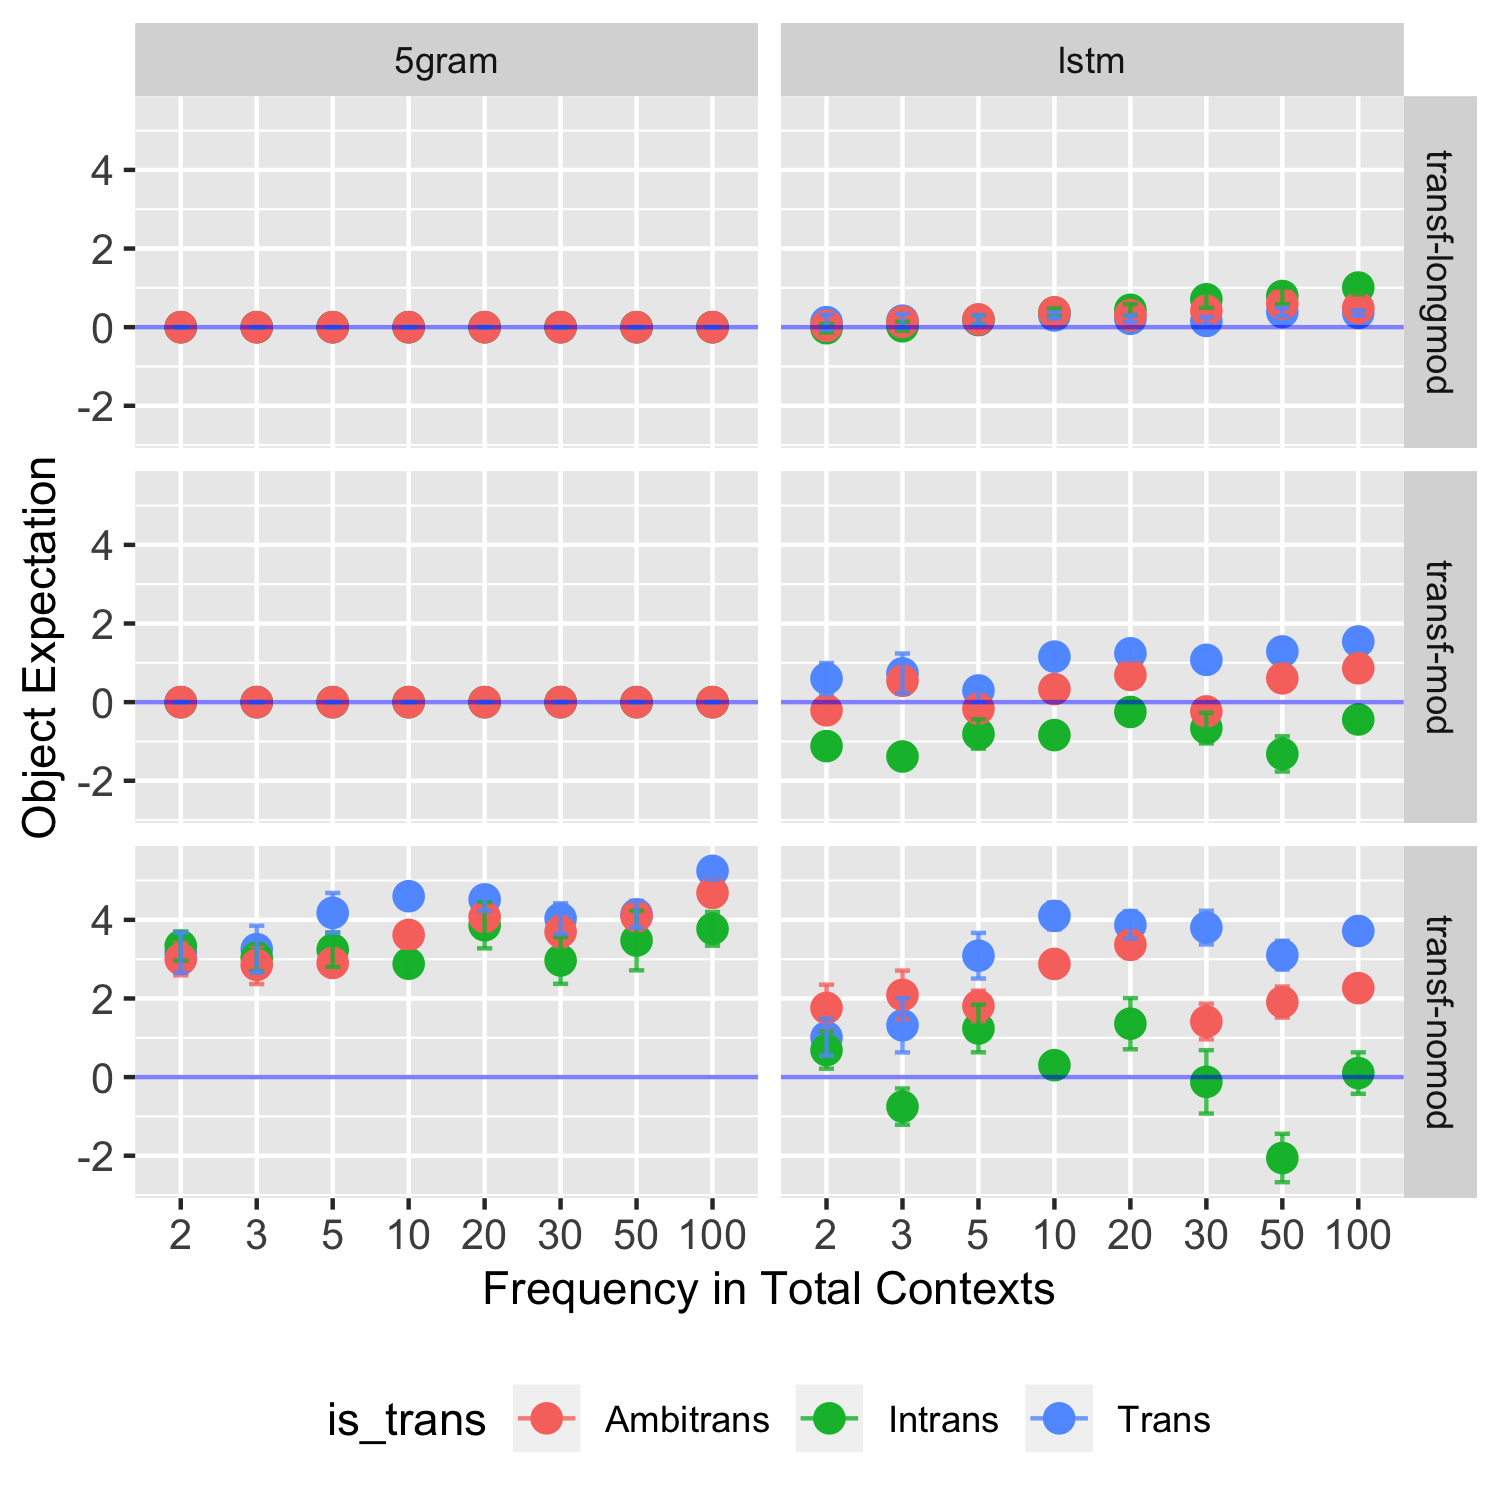 5gram
lstm
4
2
0
-2
transf-longmod
4
2
0
-2
transf-mod
4
2
0
-2
transf-nomod
Object Expectation
2 3 5 10 20 30 50 100
2 3 5 10 20 30 50 100
Frequency in Total Contexts
is_trans Ambitrans Intrans Trans